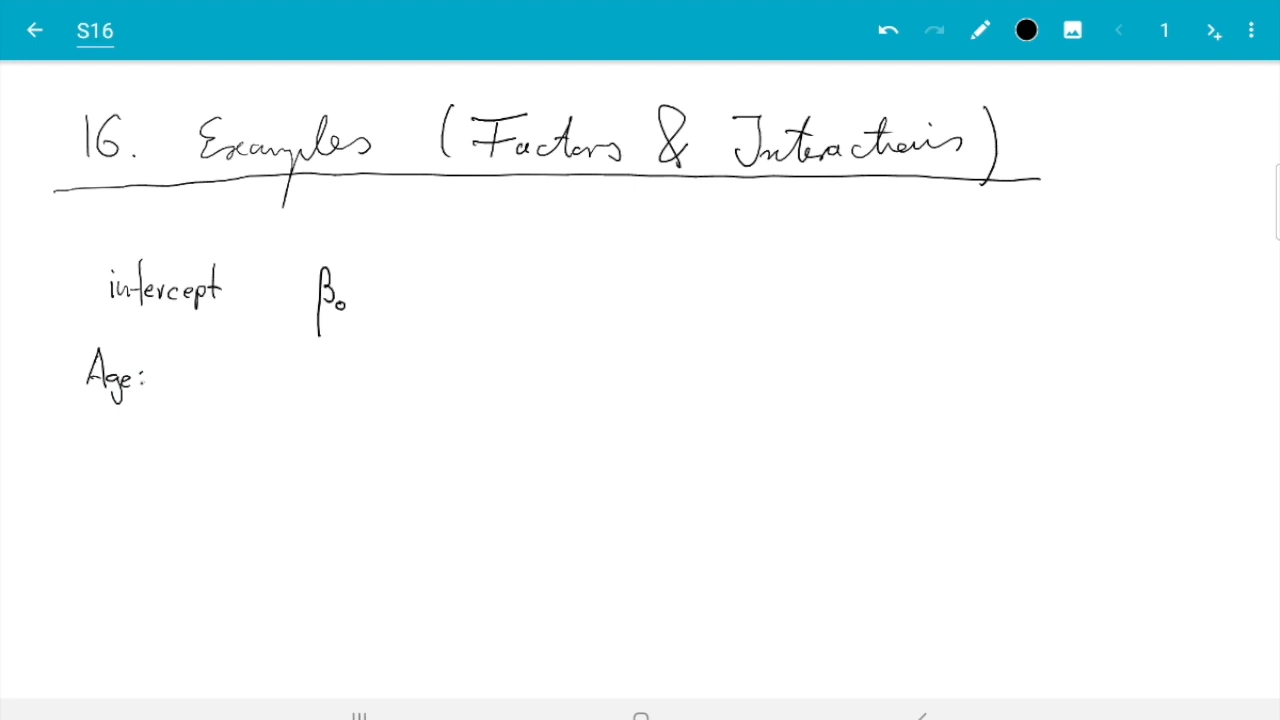 S16
1
16. Examples (Factors & Interactions)
intercept β₀
Age: